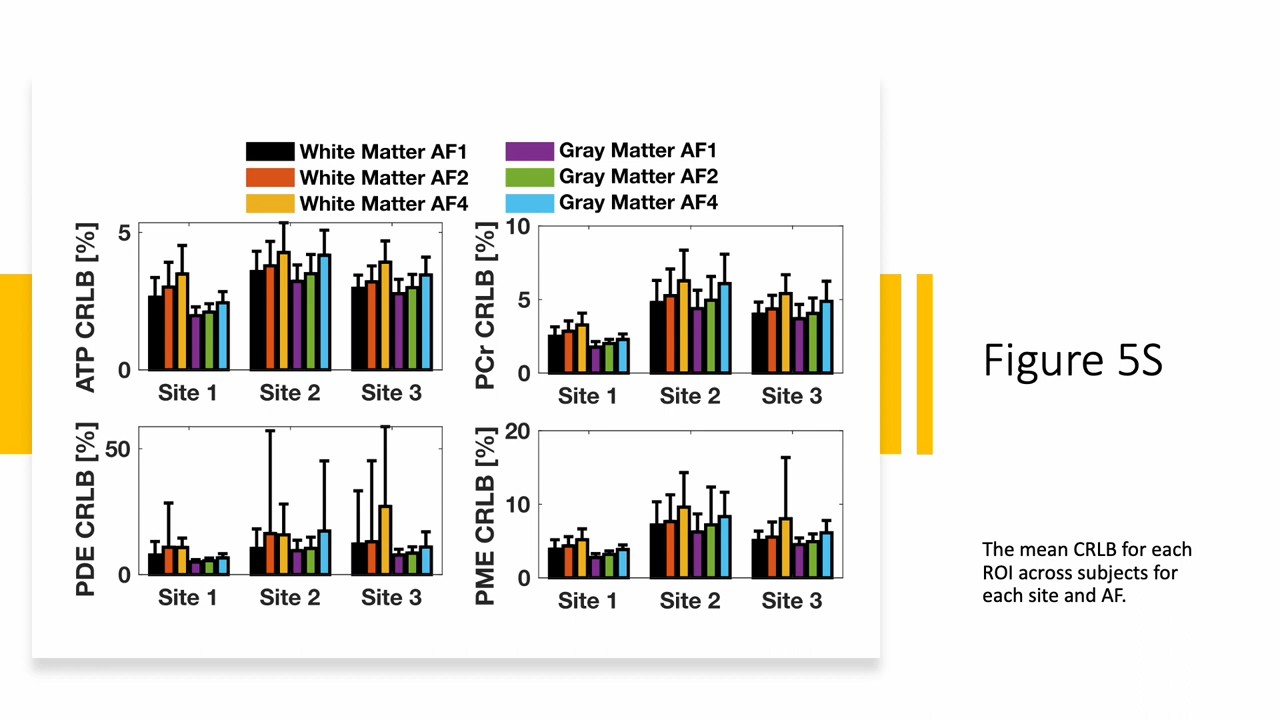 White Matter AF1
White Matter AF2
White Matter AF4
Gray Matter AF1
Gray Matter AF2
Gray Matter AF4
ATP CRLB [%]
5
0
Site 1 Site 2 Site 3
PCr CRLB [%]
10
5
0
Site 1 Site 2 Site 3
PDE CRLB [%]
50
0
Site 1 Site 2 Site 3
PME CRLB [%]
20
10
0
Site 1 Site 2 Site 3
Figure 5S
The mean CRLB for each
ROI across subjects for
each site and AF.